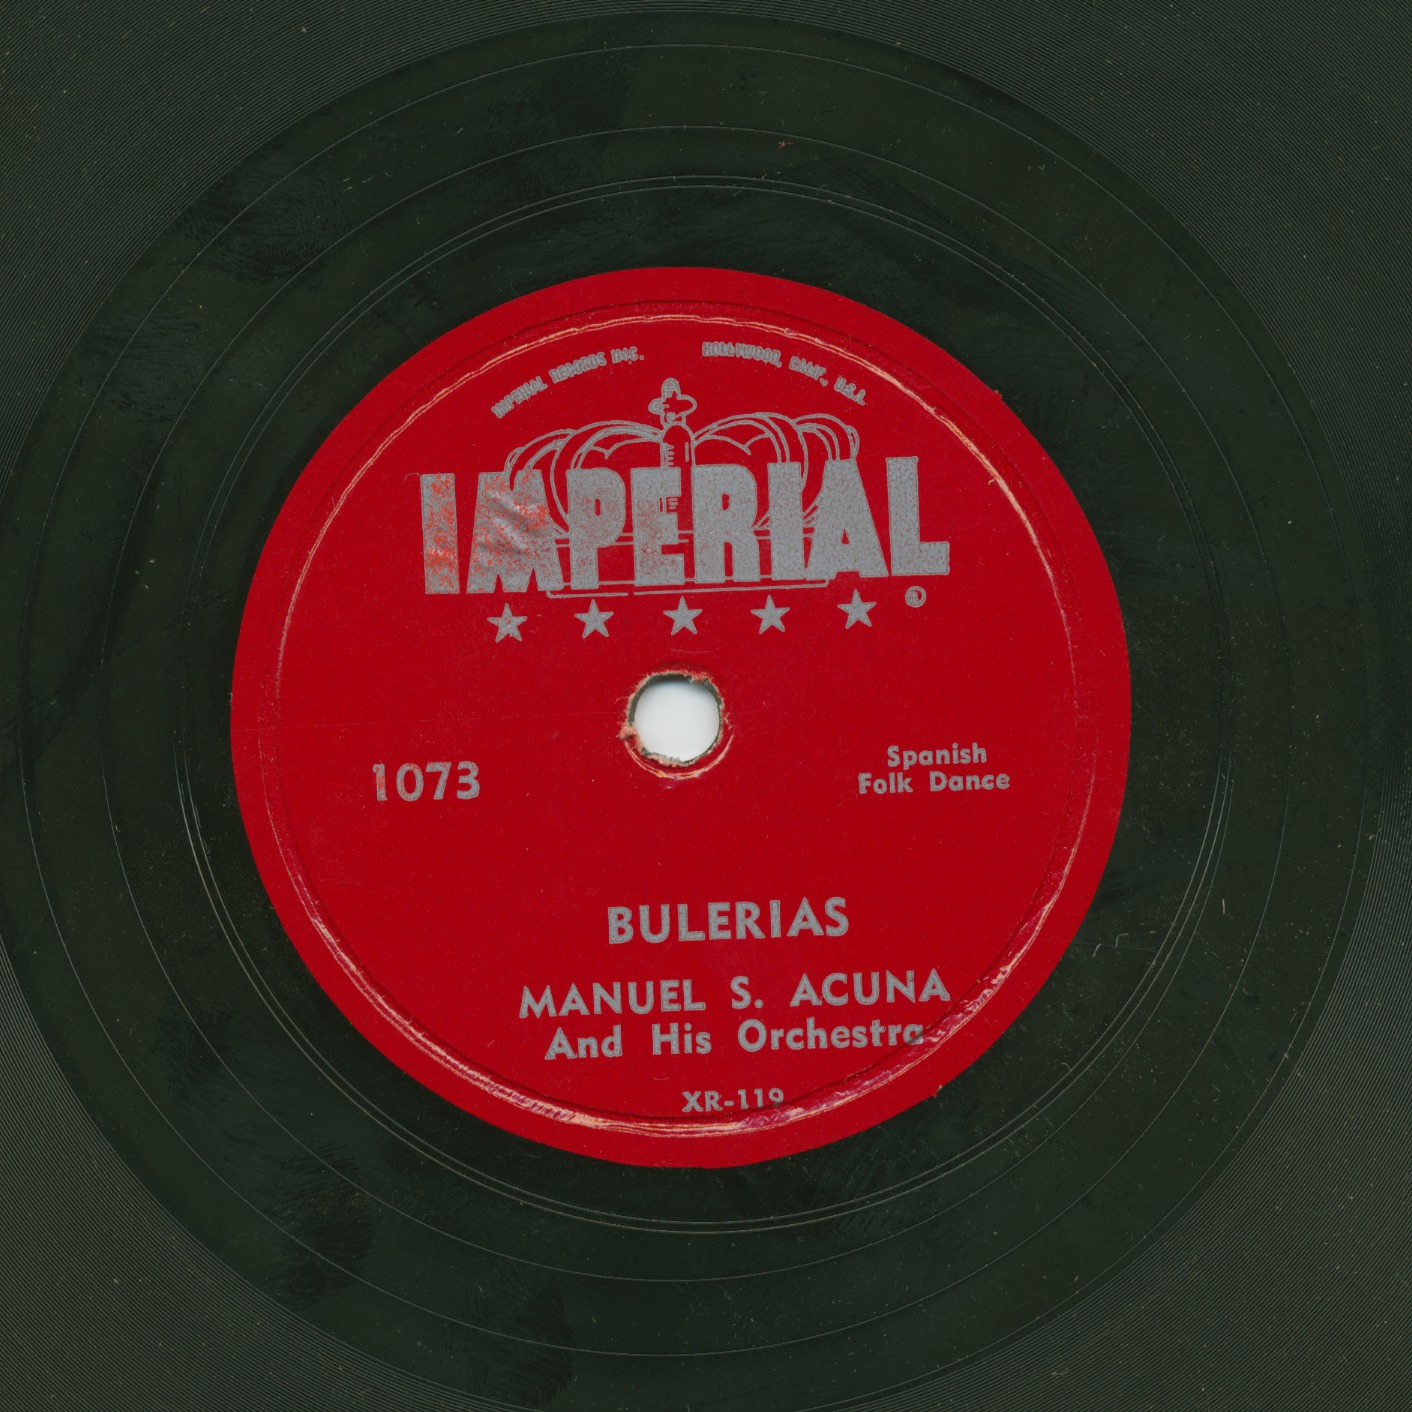 IMPERIAL RECORDS INC. HOLLYWOOD, CALIF., U.S.A.
IMPERIAL
®
1073
Spanish
Folk Dance
BULERIAS
MANUEL S. ACUNA
And His Orchestra
XR-119